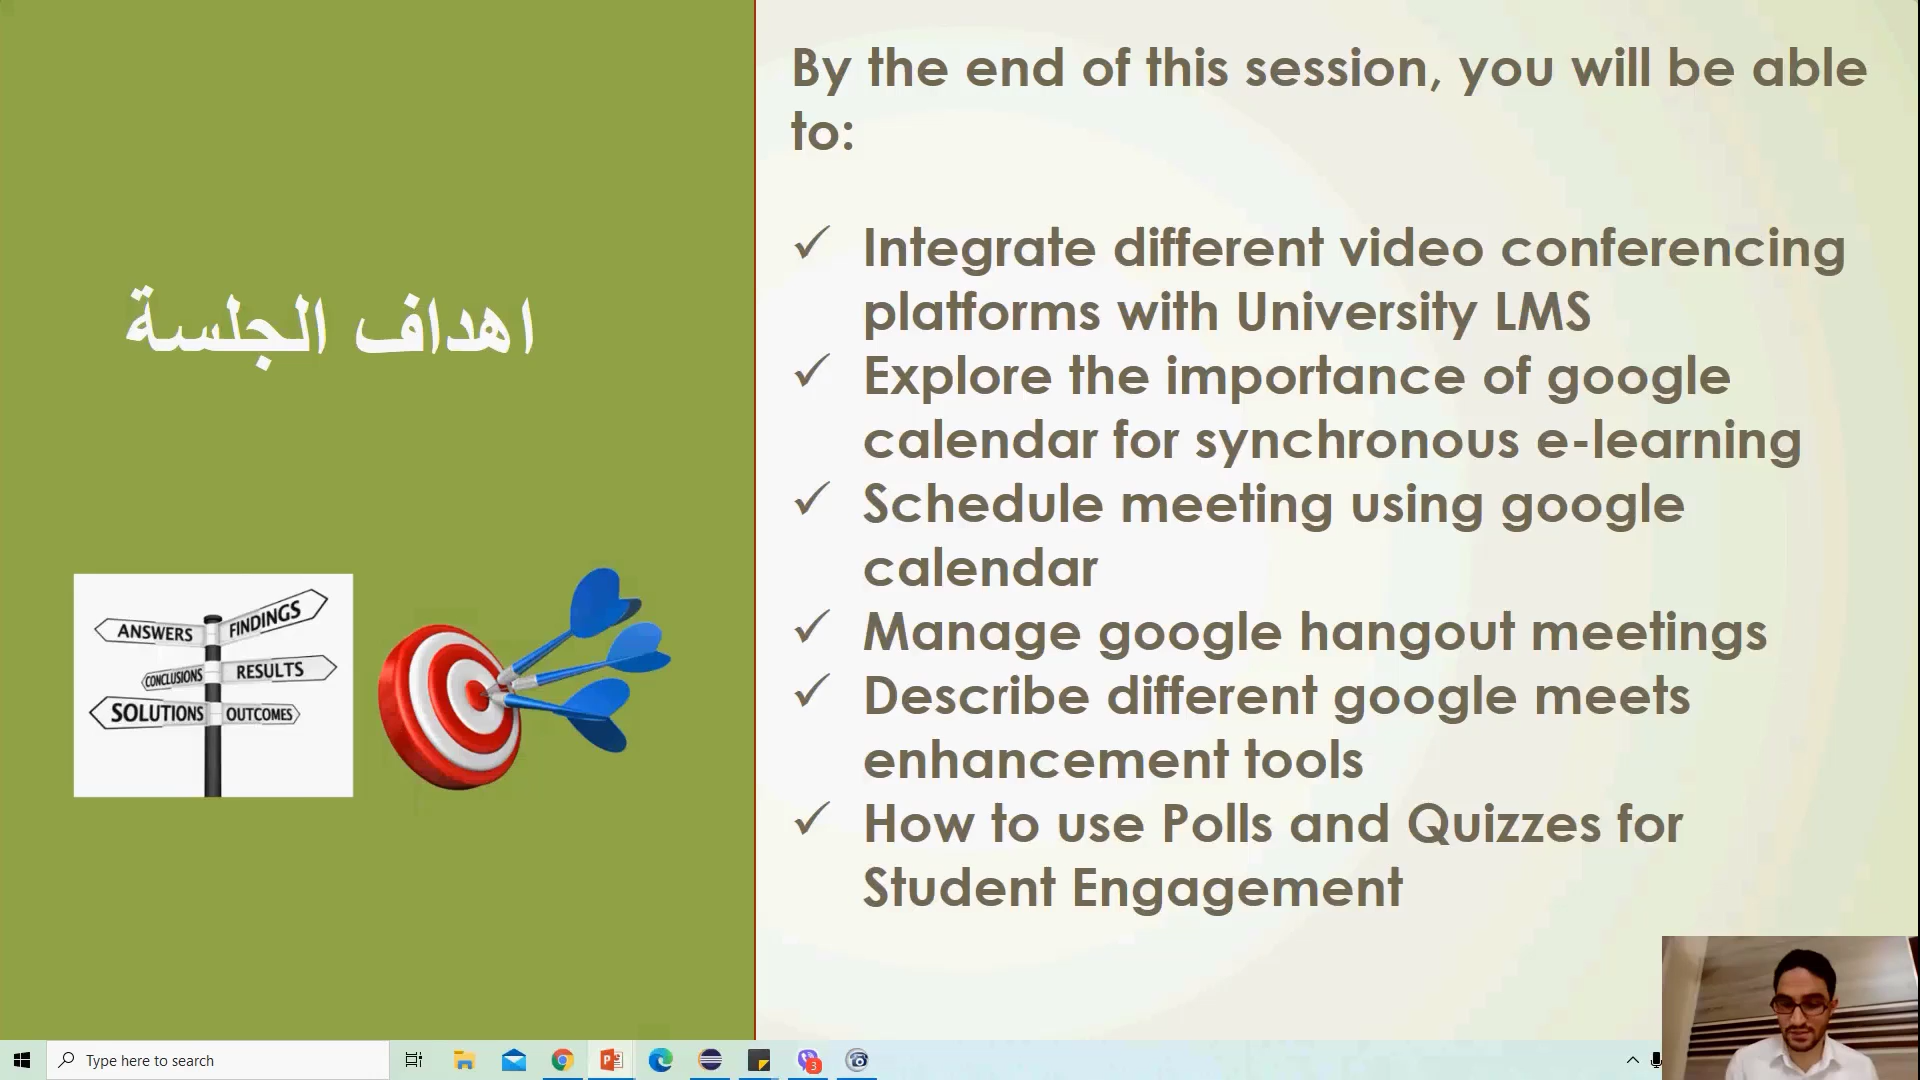 اهداف الجلسة
ANSWERS
FINDINGS
CONCLUSIONS
RESULTS
SOLUTIONS
OUTCOMES
By the end of this session, you will be able
to:
✓ Integrate different video conferencing
platforms with University LMS
✓ Explore the importance of google
calendar for synchronous e-learning
✓ Schedule meeting using google
calendar
✓ Manage google hangout meetings
✓ Describe different google meets
enhancement tools
✓ How to use Polls and Quizzes for
Student Engagement
Type here to search
3